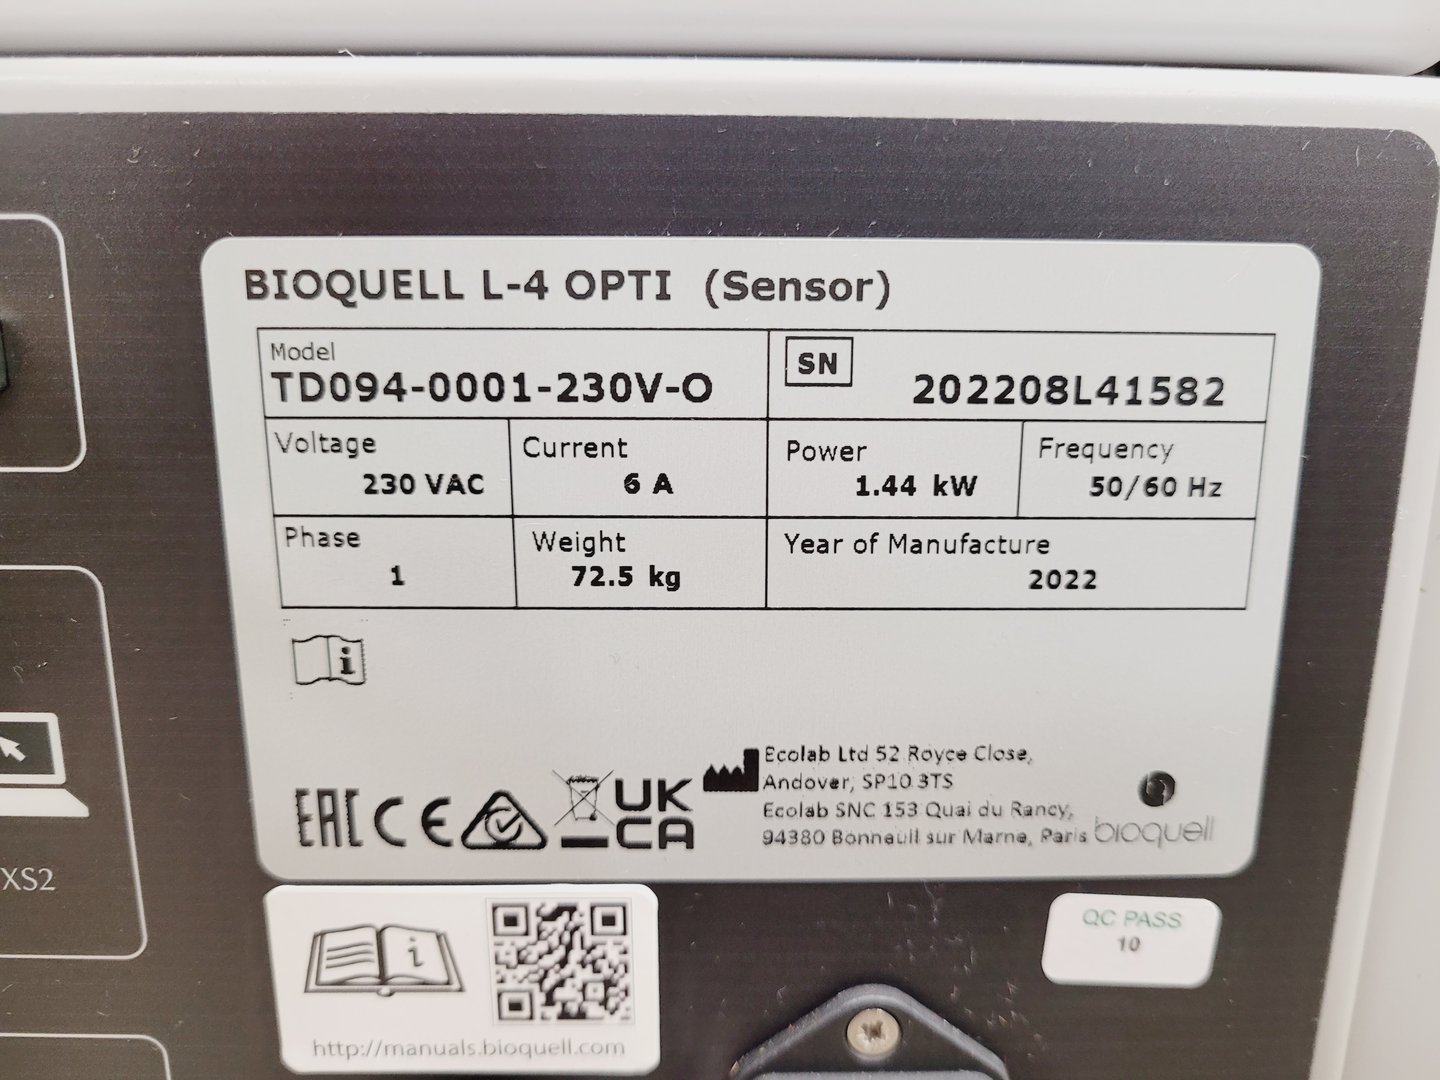 BIOQUELL L-4 OPTI (Sensor)
Model
TD094-0001-230V-O
SN
202208L41582
Voltage
230 VAC
Current
6 A
Power
1.44 kW
Frequency
50/60 Hz
Phase
1
Weight
72.5 kg
Year of Manufacture
2022
i
EAC CE UK
CA
Ecolab Ltd 52 Royce Close,
Andover, SP10 3TS
Ecolab SNC 153 Quai du Rancy,
94380 Bonneuil sur Marne, Paris
bioquell
XS2
i
http://manuals.bioquell.com
QC PASS
10